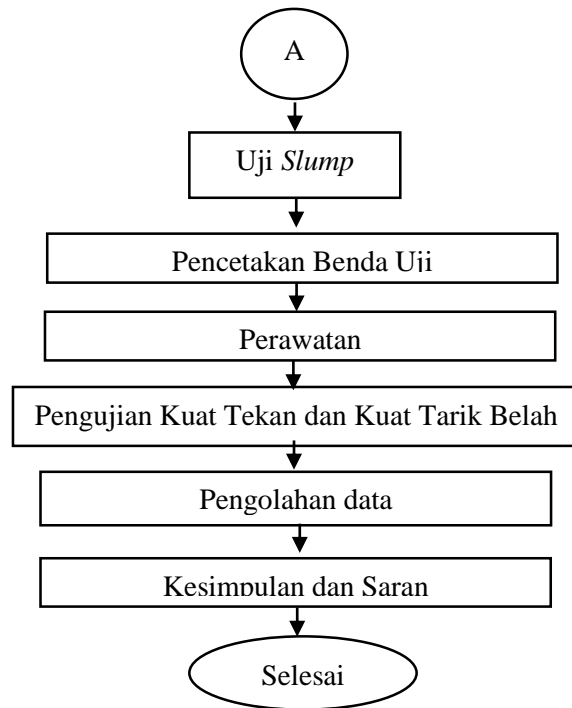 A
Uji Slump
Pencetakan Benda Uji
Perawatan
Pengujian Kuat Tekan dan Kuat Tarik Belah
Pengolahan data
Kesimpulan dan Saran
Selesai